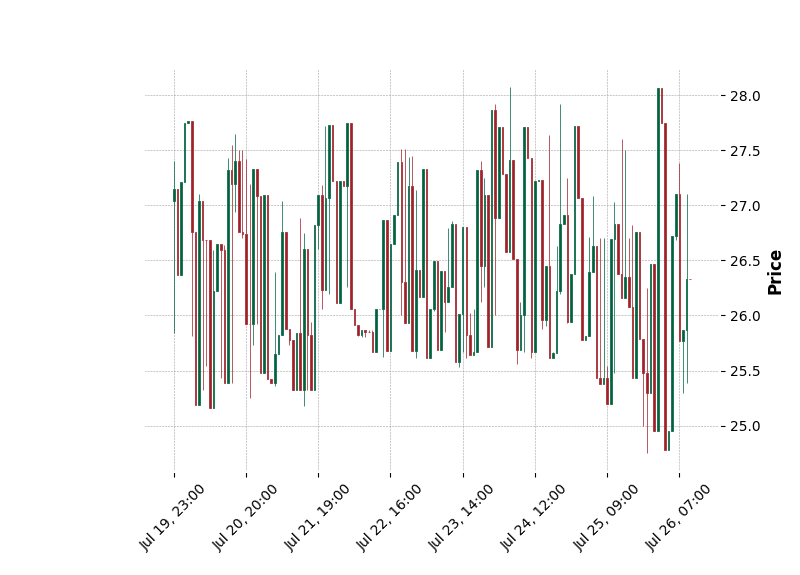 28.0
27.5
27.0
26.5
26.0
25.5
25.0
Price
Jul 19, 23:00
Jul 20, 20:00
Jul 21, 19:00
Jul 22, 16:00
Jul 23, 14:00
Jul 24, 12:00
Jul 25, 09:00
Jul 26, 07:00